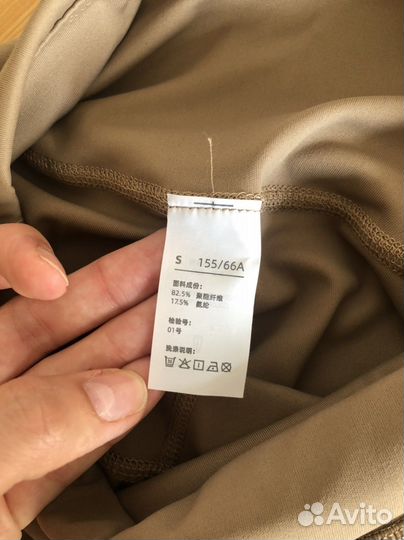 S 155/66A
面料成份:
82.5% 聚酯纤维
17.5% 氨纶
检验号:
01号
洗涤说明:
Avito